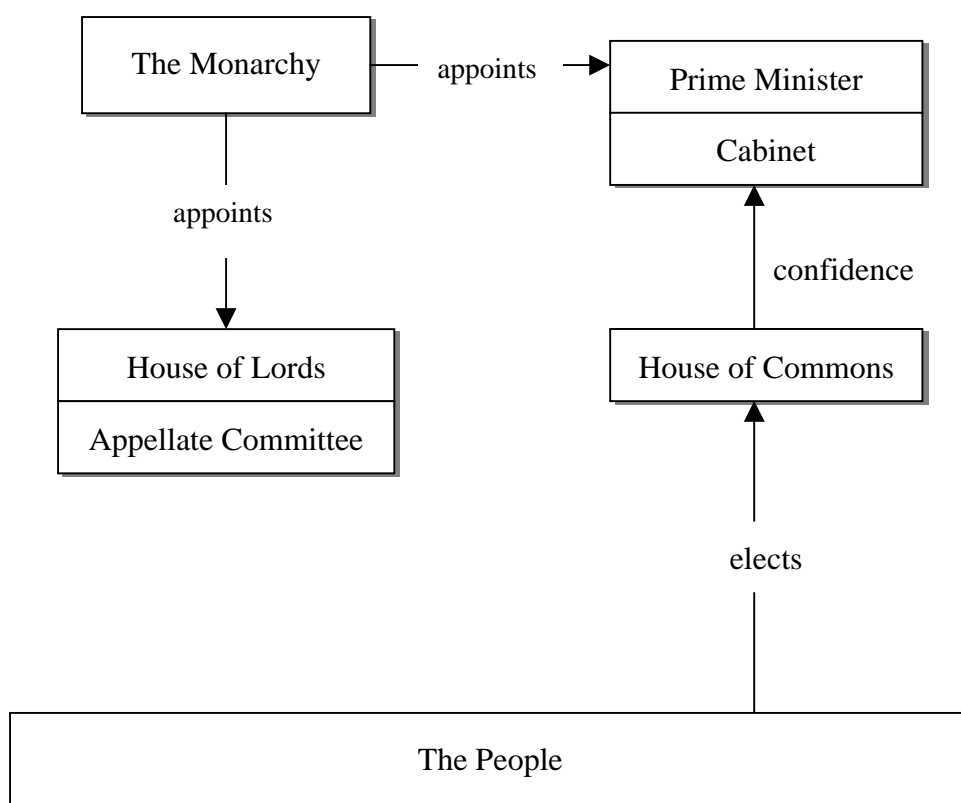 The Monarchy
appoints
Prime Minister
Cabinet
appoints
confidence
House of Lords
Appellate Committee
House of Commons
elects
The People